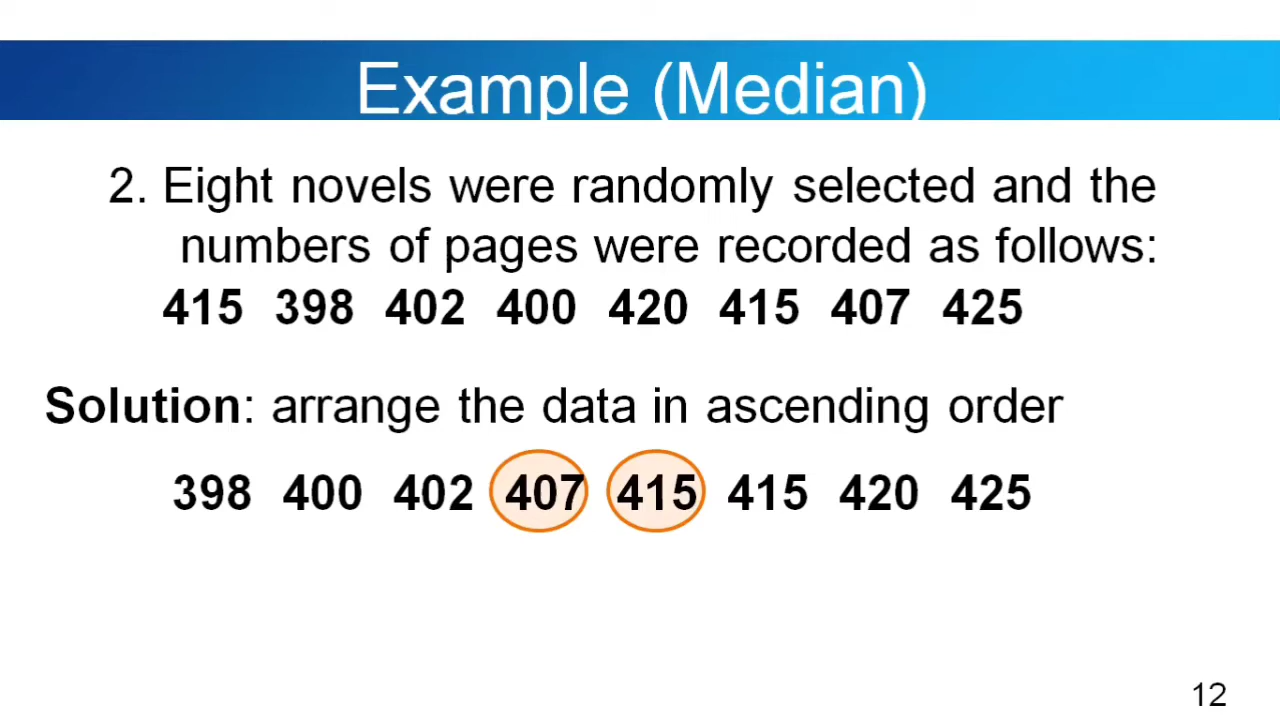 Example (Median)
2. Eight novels were randomly selected and the
numbers of pages were recorded as follows:
415 398 402 400 420 415 407 425
Solution: arrange the data in ascending order
398 400 402 407 415 415 420 425
12